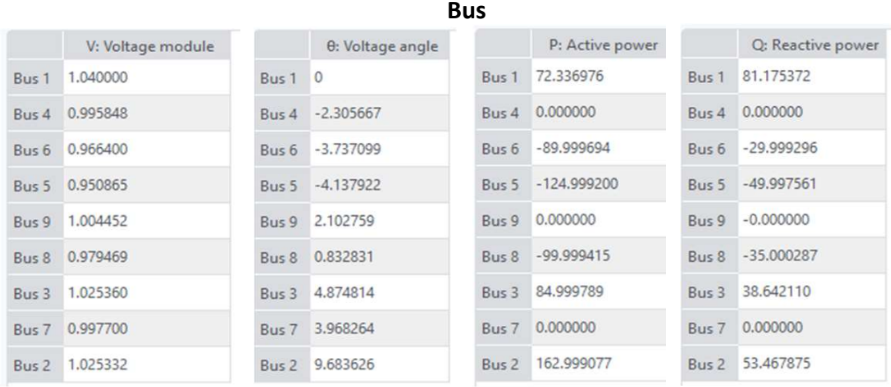 Bus
V: Voltage module θ: Voltage angle P: Active power Q: Reactive power
Bus 1 1.040000 Bus 1 0 Bus 1 72.336976 Bus 1 81.175372
Bus 4 0.995848 Bus 4 -2.305667 Bus 4 0.000000 Bus 4 0.000000
Bus 6 0.966400 Bus 6 -3.737099 Bus 6 -89.999694 Bus 6 -29.999296
Bus 5 0.950865 Bus 5 -4.137922 Bus 5 -124.999200 Bus 5 -49.997561
Bus 9 1.004452 Bus 9 2.102759 Bus 9 0.000000 Bus 9 -0.000000
Bus 8 0.979469 Bus 8 0.832831 Bus 8 -99.999415 Bus 8 -35.000287
Bus 3 1.025360 Bus 3 4.874814 Bus 3 84.999789 Bus 3 38.642110
Bus 7 0.997700 Bus 7 3.968264 Bus 7 0.000000 Bus 7 0.000000
Bus 2 1.025332 Bus 2 9.683626 Bus 2 162.999077 Bus 2 53.467875